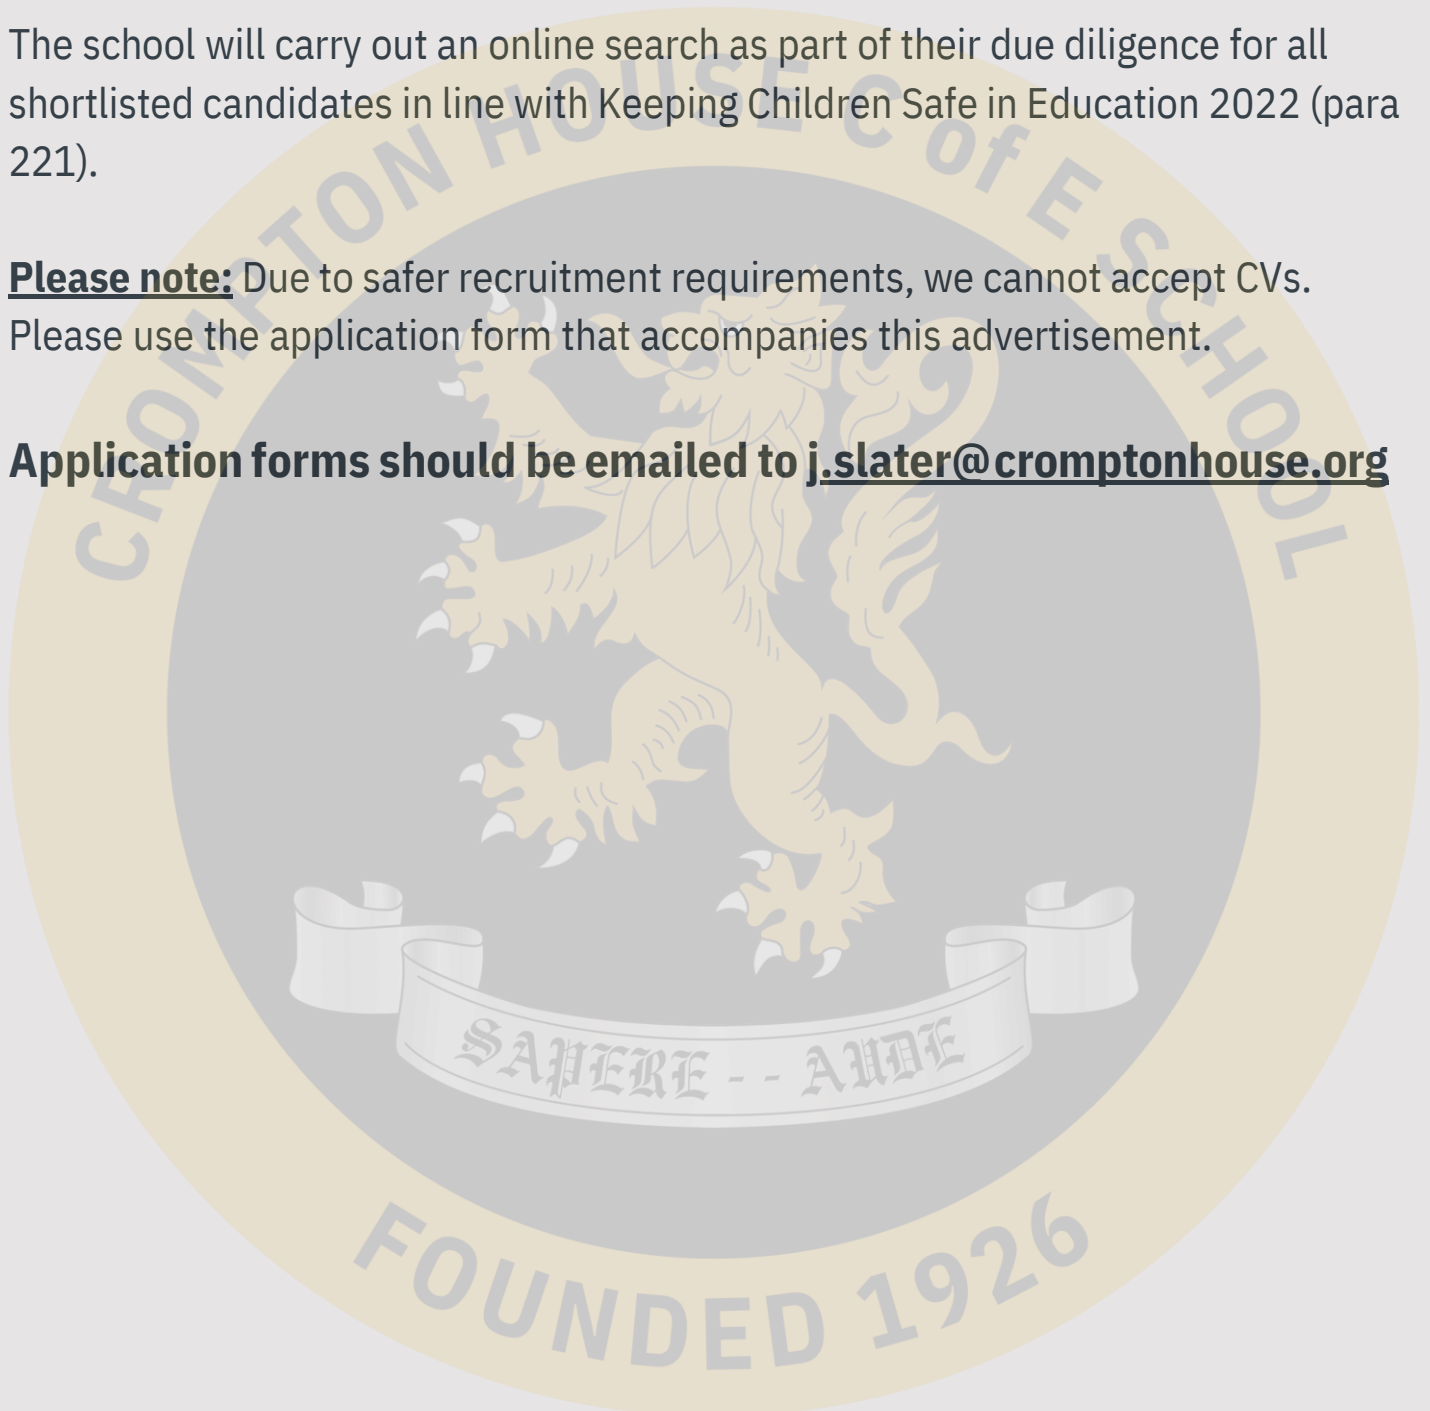 The school will carry out an online search as part of their due diligence for all
shortlisted candidates in line with Keeping Children Safe in Education 2022 (para
221).
Please note: Due to safer recruitment requirements, we cannot accept CVs.
Please use the application form that accompanies this advertisement.
Application forms should be emailed to j.slater@cromptonhouse.org
CROMPTON HOUSE C of E SCHOOL
SAPERE - - AUDE
FOUNDED 1926